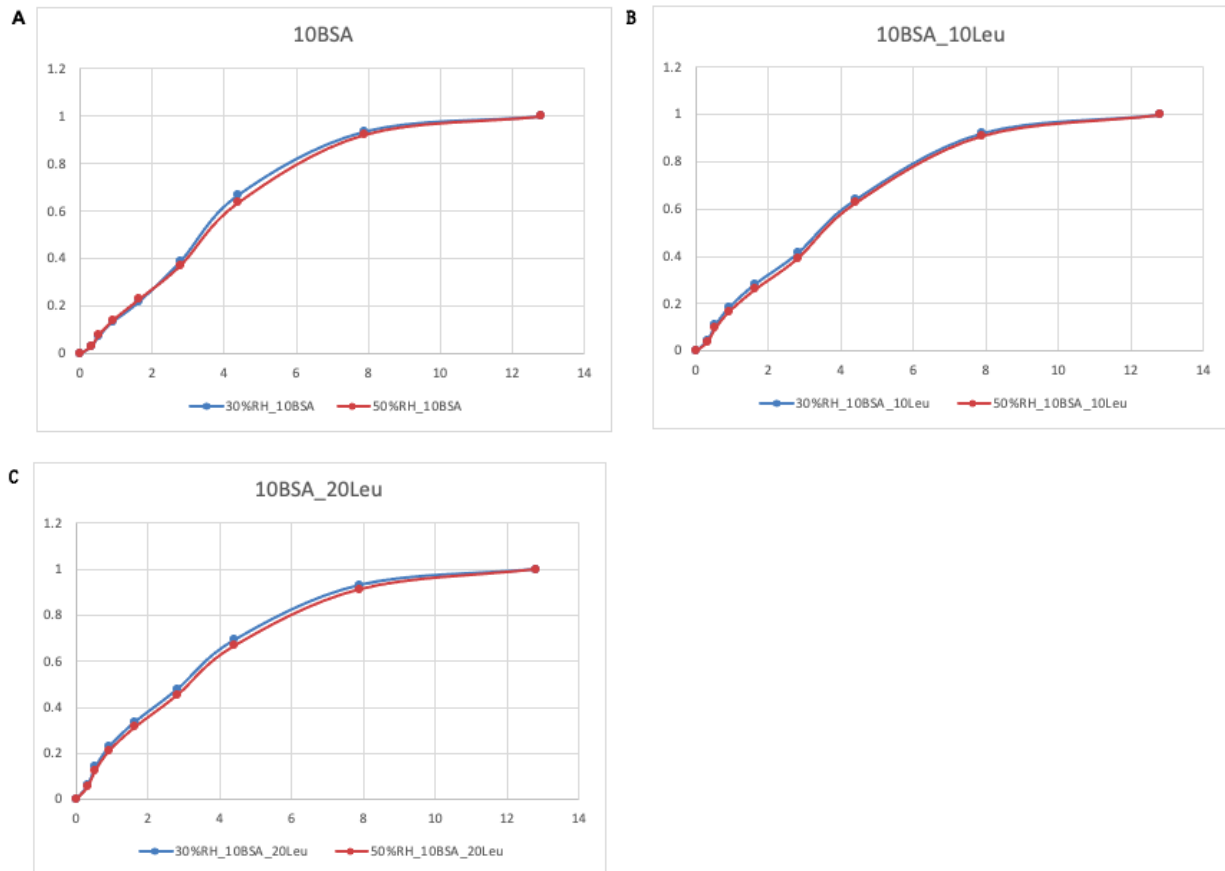 A
10BSA
1.2
1
0.8
0.6
0.4
0.2
0
0 2 4 6 8 10 12 14
30%RH_10BSA 50%RH_10BSA
B
10BSA_10Leu
1.2
1
0.8
0.6
0.4
0.2
0
0 2 4 6 8 10 12 14
30%RH_10BSA_10Leu 50%RH_10BSA_10Leu
C
10BSA_20Leu
1.2
1
0.8
0.6
0.4
0.2
0
0 2 4 6 8 10 12 14
30%RH_10BSA_20Leu 50%RH_10BSA_20Leu